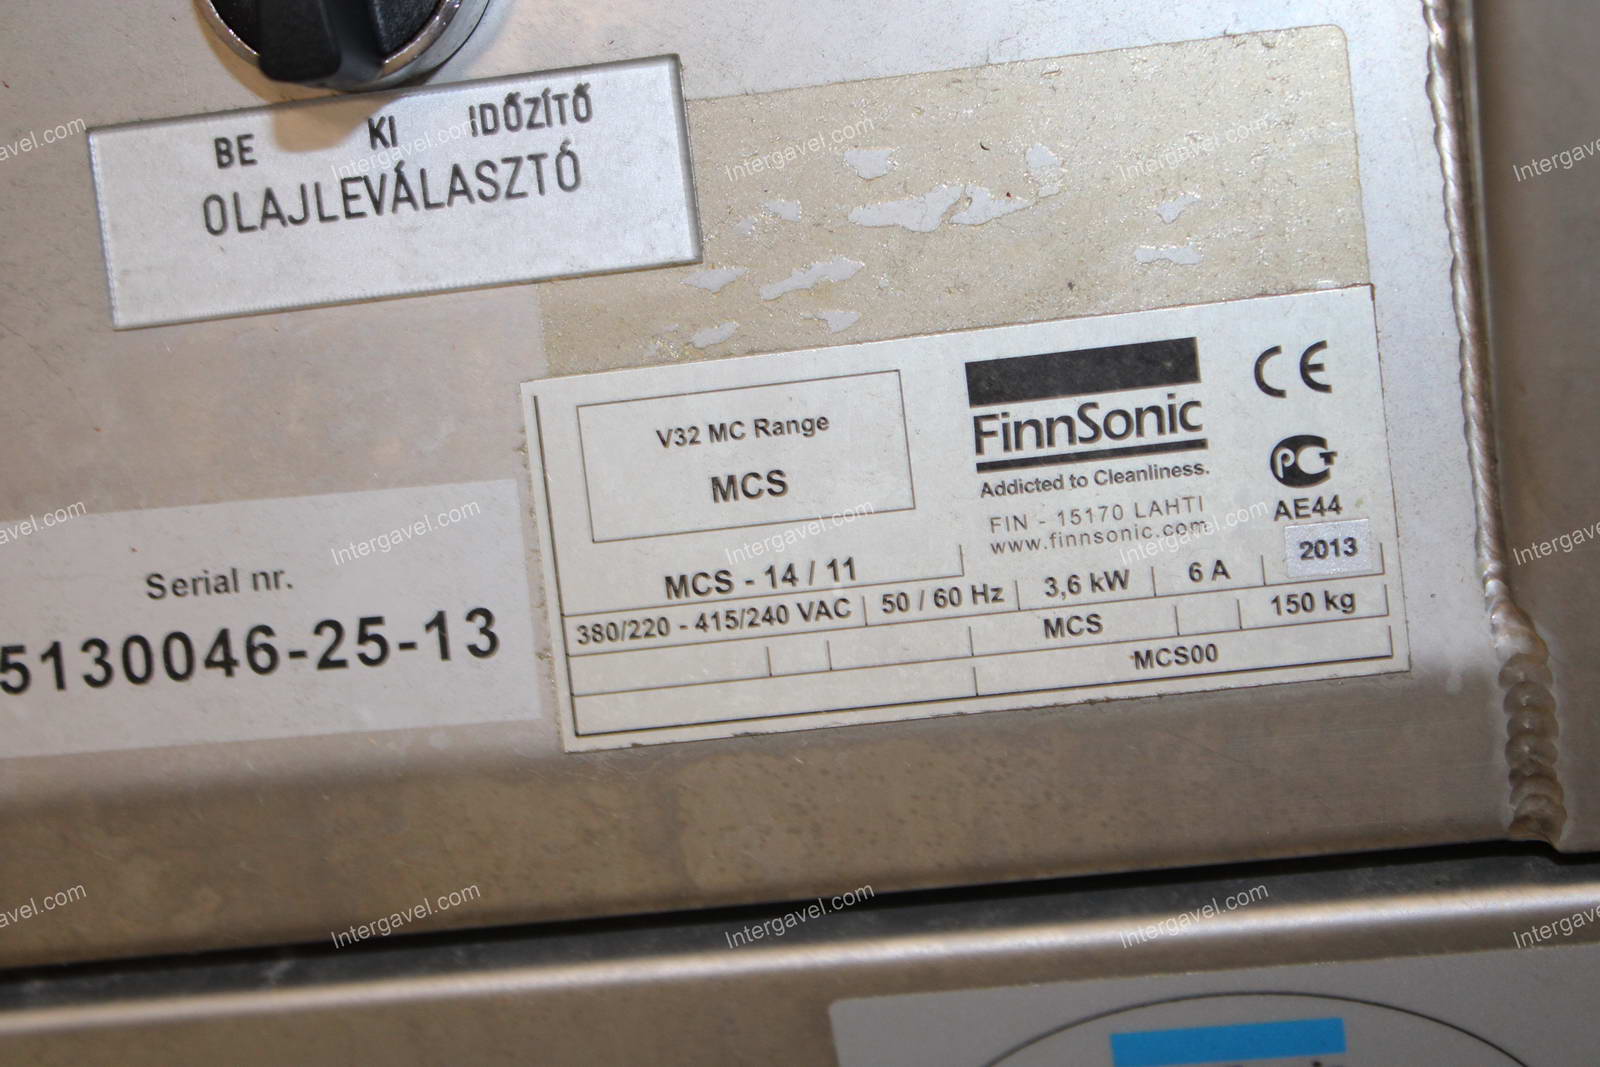 BE KI IDŐZÍTŐ
OLAJLEVÁLASZTÓ
Serial nr.
5130046-25-13
V32 MC Range
MCS
FinnSonic
Addicted to Cleanliness.
FIN - 15170 LAHTI
www.finnsonic.com
CE
PCT
AE44
2013
MCS - 14 / 11
380/220 - 415/240 VAC 50 / 60 Hz 3,6 kW 6 A
MCS 150 kg
MCS00
Intergavel.com